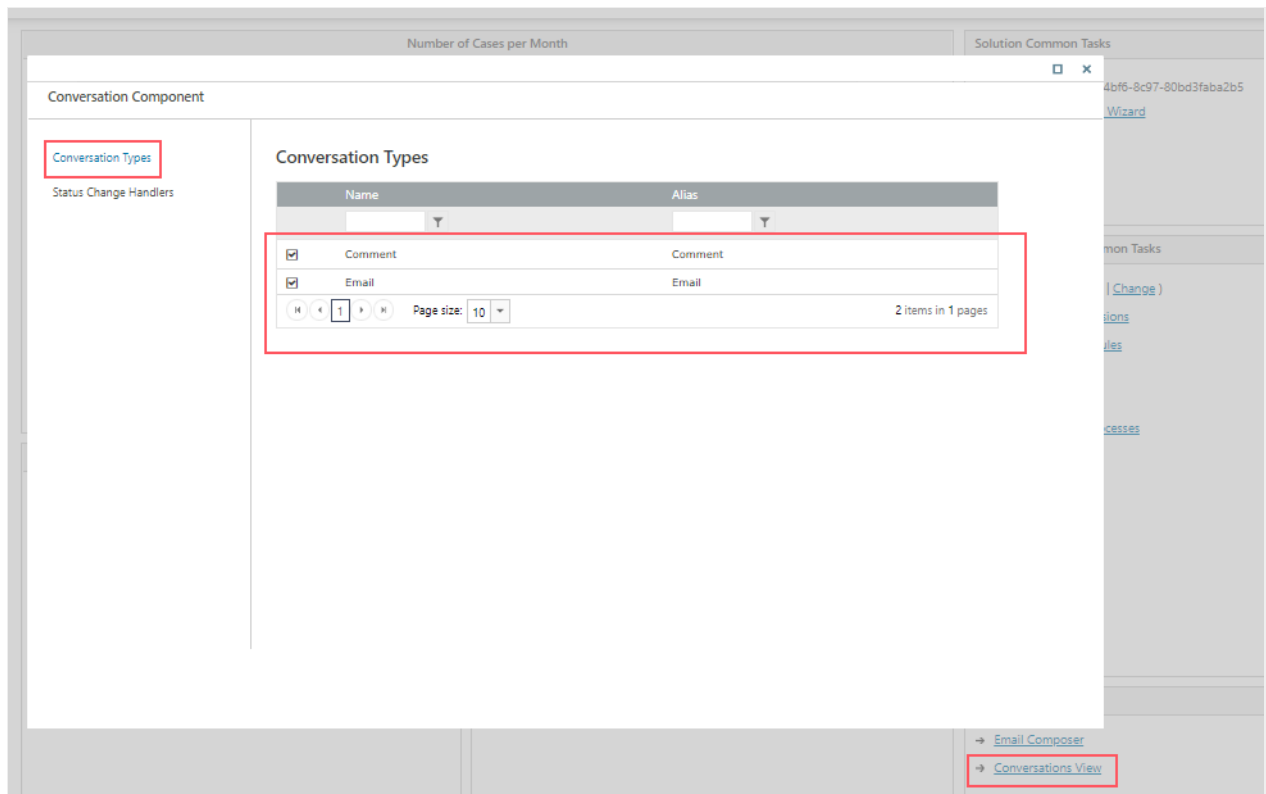 Number of Cases per Month
Solution Common Tasks
Conversation Component
4bf6-8c97-80bd3faba2b5
Wizard
Conversation Types
Status Change Handlers
Conversation Types
Name Alias
Comment Comment
Email Email
1 Page size: 10 2 items in 1 pages
mon Tasks
| Change )
sions
ules
cesses
Email Composer
Conversations View